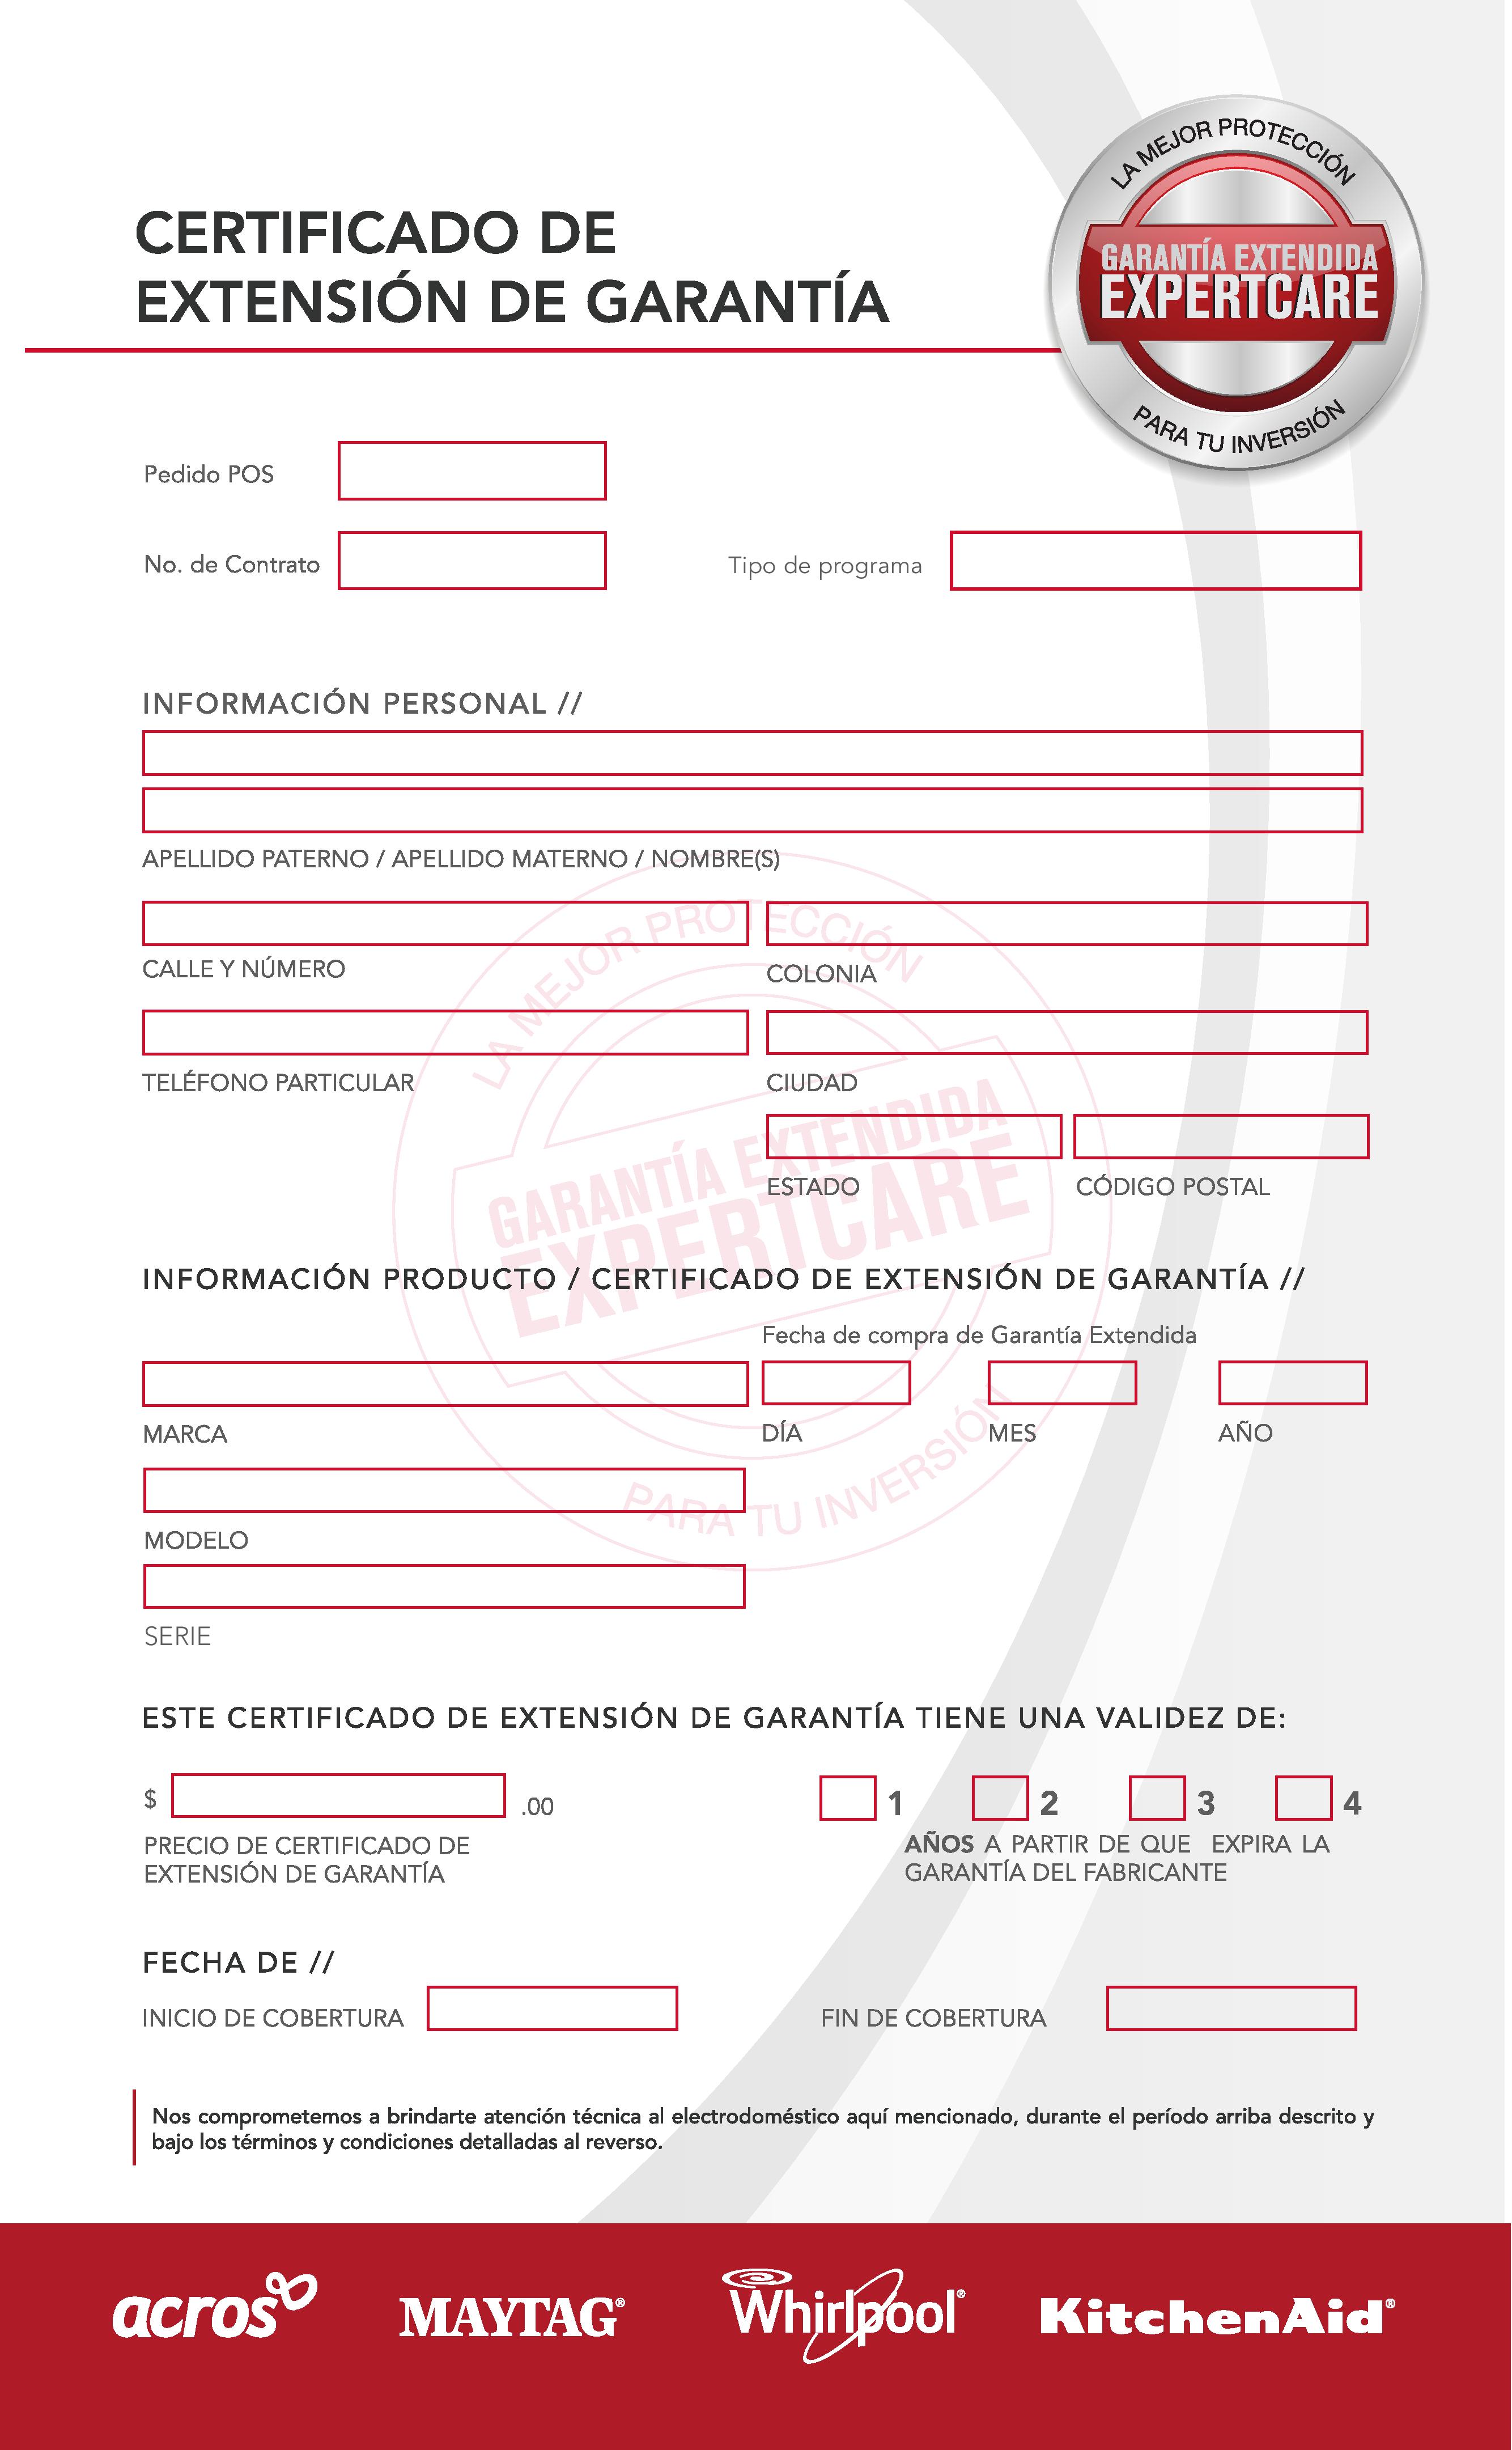 LA MEJOR PROTECCIÓN
GARANTÍA EXTENDIDA
EXPERTCARE
PARA TU INVERSIÓN
CERTIFICADO DE
EXTENSIÓN DE GARANTÍA
Pedido POS
No. de Contrato
Tipo de programa
INFORMACIÓN PERSONAL //
APELLIDO PATERNO / APELLIDO MATERNO / NOMBRE(S)
CALLE Y NÚMERO
COLONIA
TELÉFONO PARTICULAR
CIUDAD
ESTADO
CÓDIGO POSTAL
LA MEJOR PROTECCIÓN
GARANTÍA EXTENDIDA
EXPERTCARE
PARA TU INVERSIÓN
INFORMACIÓN PRODUCTO / CERTIFICADO DE EXTENSIÓN DE GARANTÍA //
Fecha de compra de Garantía Extendida
MARCA
DÍA
MES
AÑO
MODELO
SERIE
ESTE CERTIFICADO DE EXTENSIÓN DE GARANTÍA TIENE UNA VALIDEZ DE:
$ .00
1 2 3 4
PRECIO DE CERTIFICADO DE
EXTENSIÓN DE GARANTÍA
AÑOS A PARTIR DE QUE EXPIRA LA
GARANTÍA DEL FABRICANTE
FECHA DE //
INICIO DE COBERTURA
FIN DE COBERTURA
Nos comprometemos a brindarte atención técnica al electrodoméstico aquí mencionado, durante el período arriba descrito y
bajo los términos y condiciones detalladas al reverso.
acros MAYTAG® Whirlpool® KitchenAid®